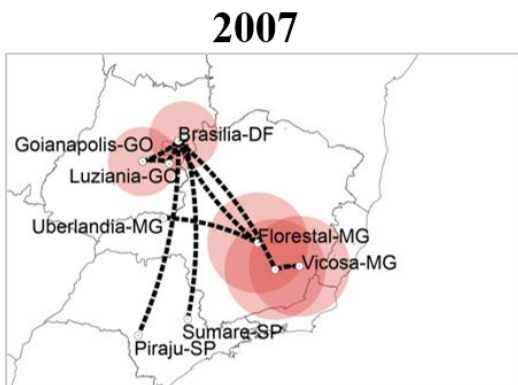 2007
Brasilia-DF
Goianapolis-GO
Luziania-GO
Uberlandia-MG
Florestal-MG
Vicosa-MG
Sumare-SP
Piraju-SP